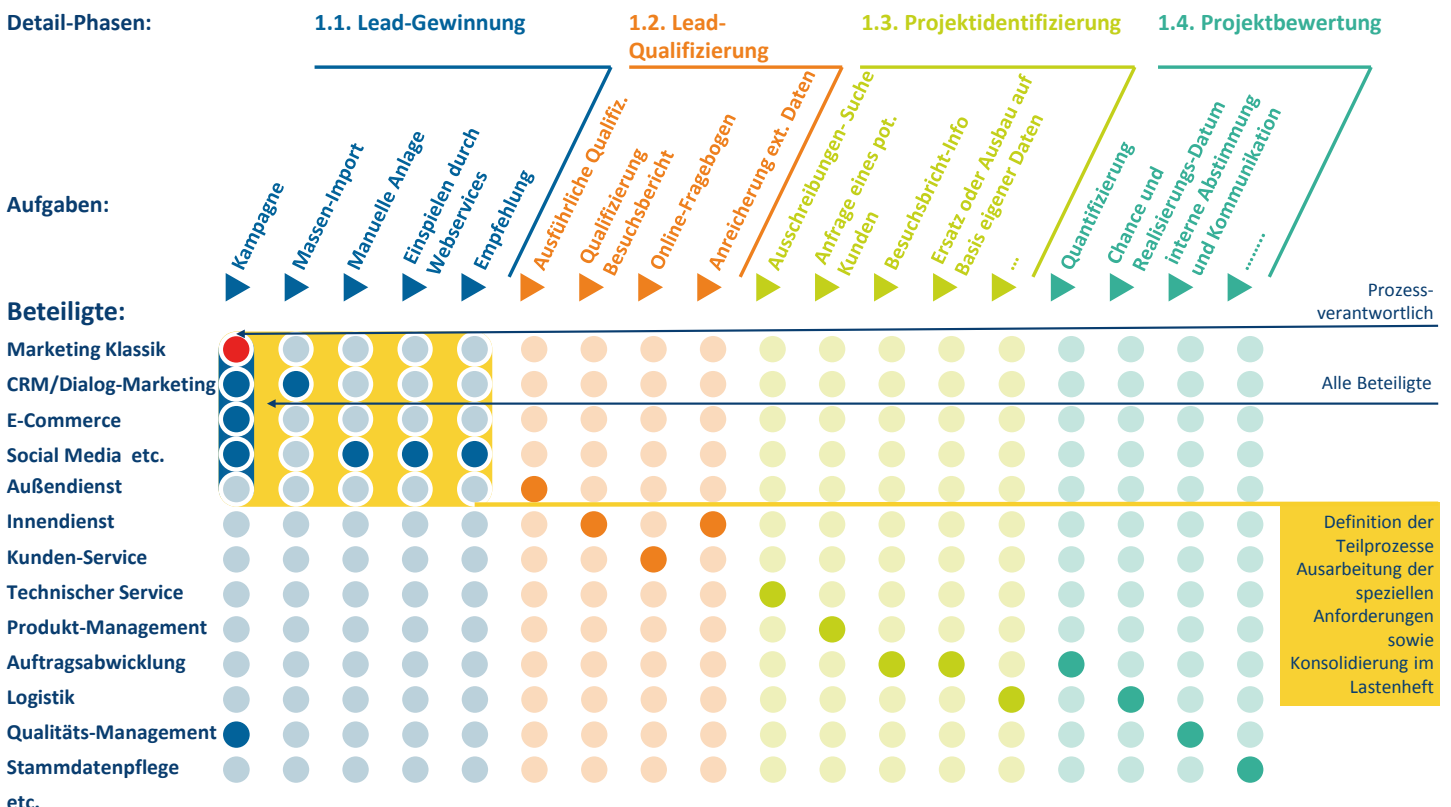 Detail-Phasen:
1.1. Lead-Gewinnung
1.2. Lead-
Qualifizierung
1.3. Projektidentifizierung
1.4. Projektbewertung
Aufgaben:
Kampagne
Massen-Import
Manuelle Anlage
Einspielen durch
Webservices
Empfehlung
Ausführliche Qualifiz.
Qualifizierung
Besuchsbericht
Online-Fragebogen
Anreicherung ext. Daten
Ausschreibungen- Suche
Anfrage eines pot.
Kunden
Besuchsbricht-Info
Ersatz oder Ausbau auf
Basis eigener Daten
...
Quantifizierung
Chance und
Realisierungs-Datum
interne Abstimmung
und Kommunikation
........
Beteiligte:
Prozess-
verantwortlich
Marketing Klassik
CRM/Dialog-Marketing
Alle Beteiligte
E-Commerce
Social Media etc.
Außendienst
Innendienst
Kunden-Service
Technischer Service
Produkt-Management
Auftragsabwicklung
Logistik
Qualitäts-Management
Stammdatenpflege
etc.
Definition der
Teilprozesse
Ausarbeitung der
speziellen
Anforderungen
sowie
Konsolidierung im
Lastenheft